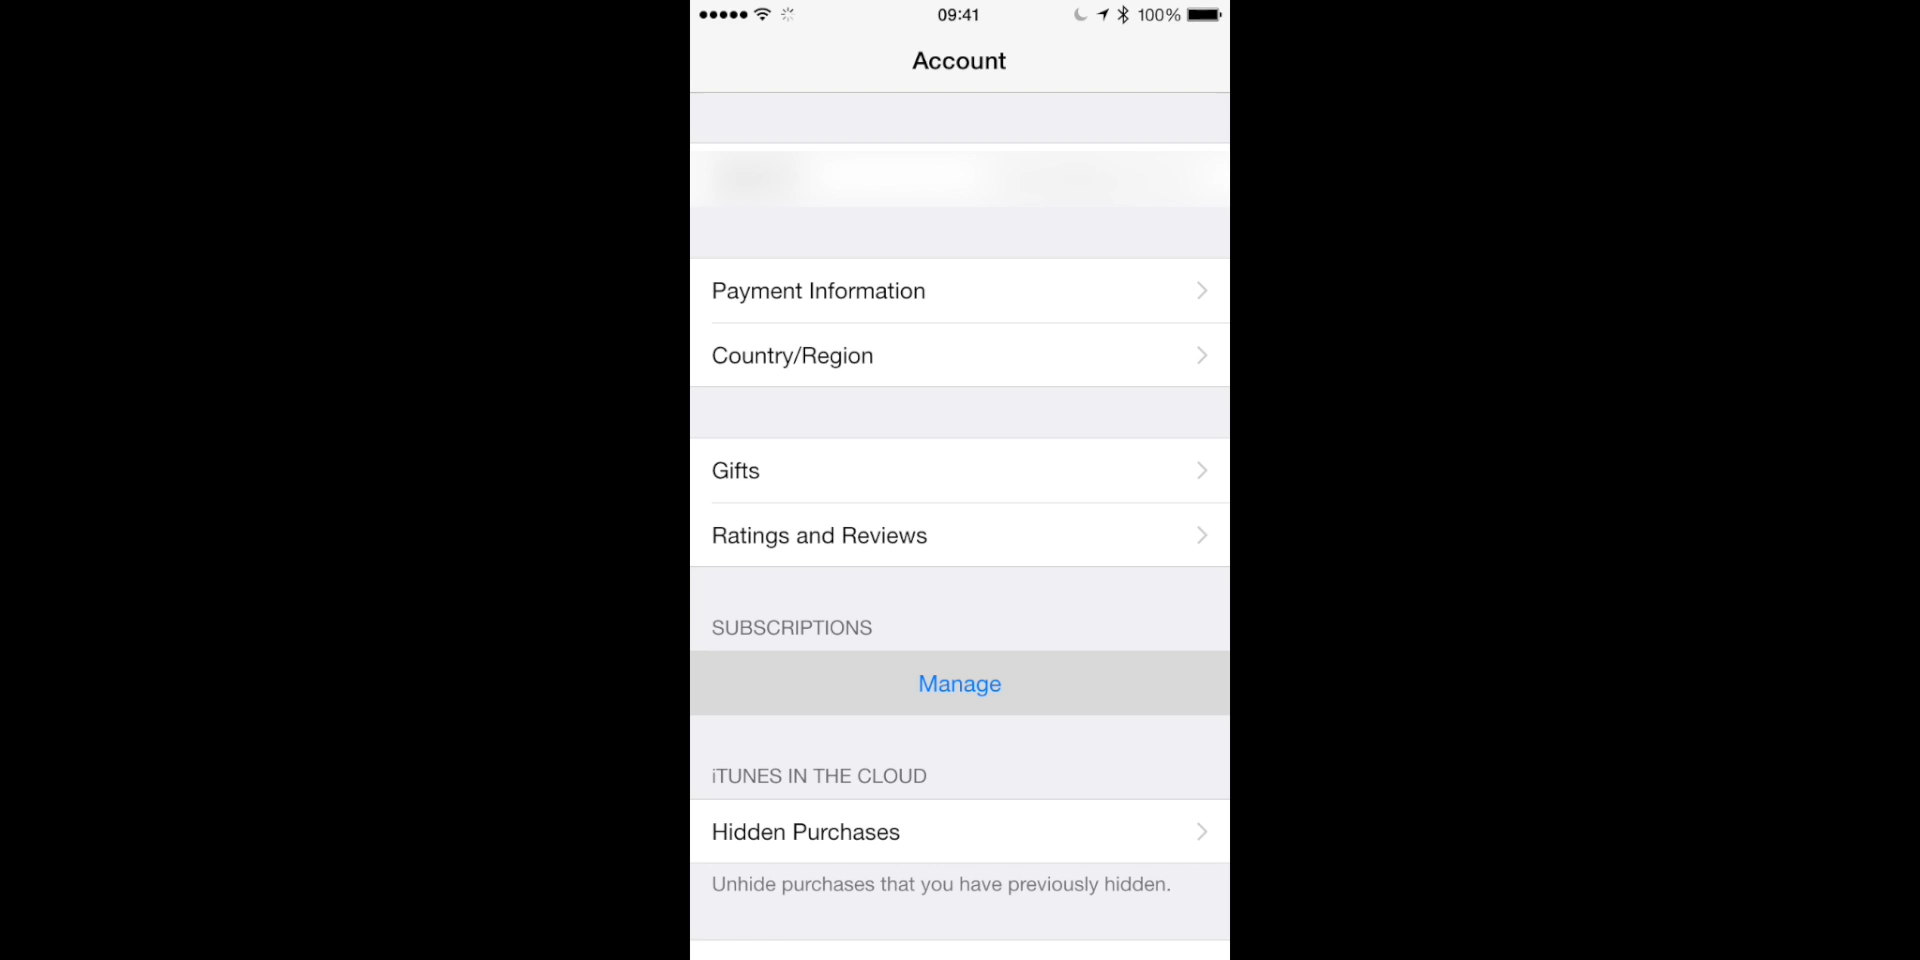 09:41
100%
Account
Payment Information
Country/Region
Gifts
Ratings and Reviews
SUBSCRIPTIONS
Manage
iTUNES IN THE CLOUD
Hidden Purchases
Unhide purchases that you have previously hidden.